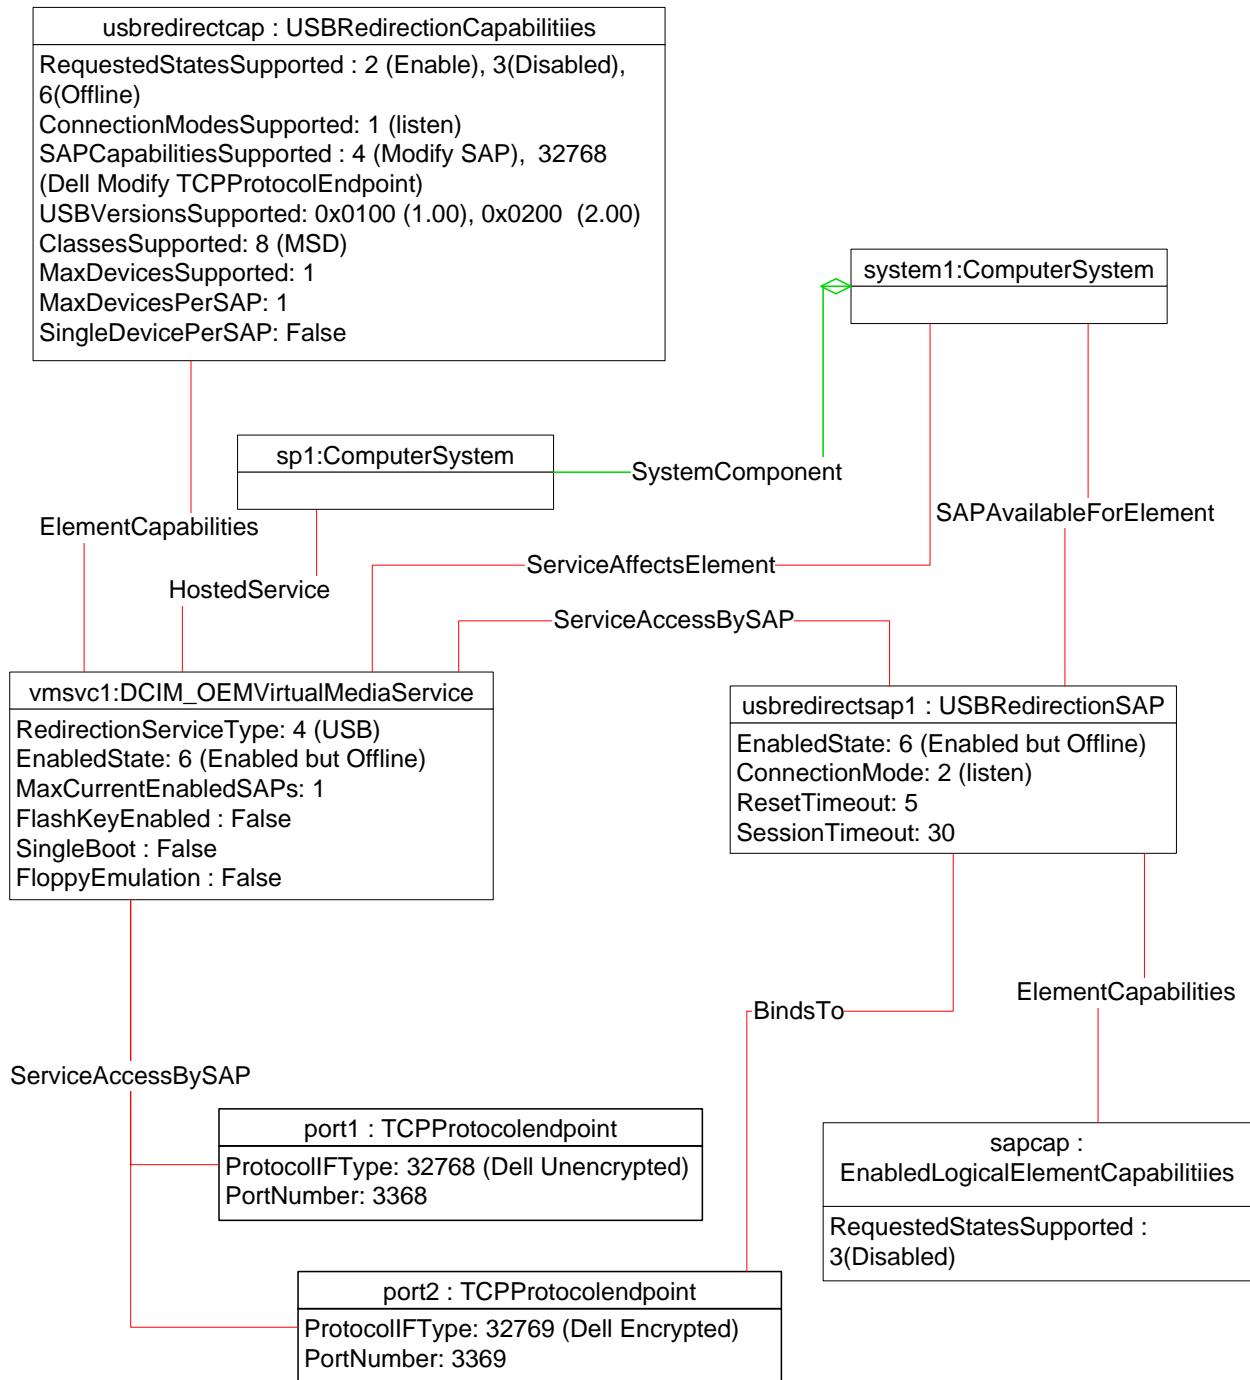 usbredirectcap : USBRedirectionCapabilitiies
RequestedStatesSupported : 2 (Enable), 3(Disabled),
6(Offline)
ConnectionModesSupported: 1 (listen)
SAPCapabilitiesSupported : 4 (Modify SAP),  32768
(Dell Modify TCPProtocolEndpoint)
USBVersionsSupported: 0x0100 (1.00), 0x0200  (2.00)
ClassesSupported: 8 (MSD)
MaxDevicesSupported: 1
MaxDevicesPerSAP: 1
SingleDevicePerSAP: False
system1:ComputerSystem
sp1:ComputerSystem
SystemComponent
ElementCapabilities
SAPAvailableForElement
ServiceAffectsElement
HostedService
ServiceAccessBySAP
vmsvc1:DCIM_OEMVirtualMediaService
RedirectionServiceType: 4 (USB)
EnabledState: 6 (Enabled but Offline)
MaxCurrentEnabledSAPs: 1
FlashKeyEnabled : False
SingleBoot : False
FloppyEmulation : False
usbredirectsap1 : USBRedirectionSAP
EnabledState: 6 (Enabled but Offline)
ConnectionMode: 2 (listen)
ResetTimeout: 5
SessionTimeout: 30
ElementCapabilities
BindsTo
ServiceAccessBySAP
port1 : TCPProtocolendpoint
ProtocolIFType: 32768 (Dell Unencrypted)
PortNumber: 3368
sapcap :
EnabledLogicalElementCapabilitiies
RequestedStatesSupported :
3(Disabled)
port2 : TCPProtocolendpoint
ProtocolIFType: 32769 (Dell Encrypted)
PortNumber: 3369